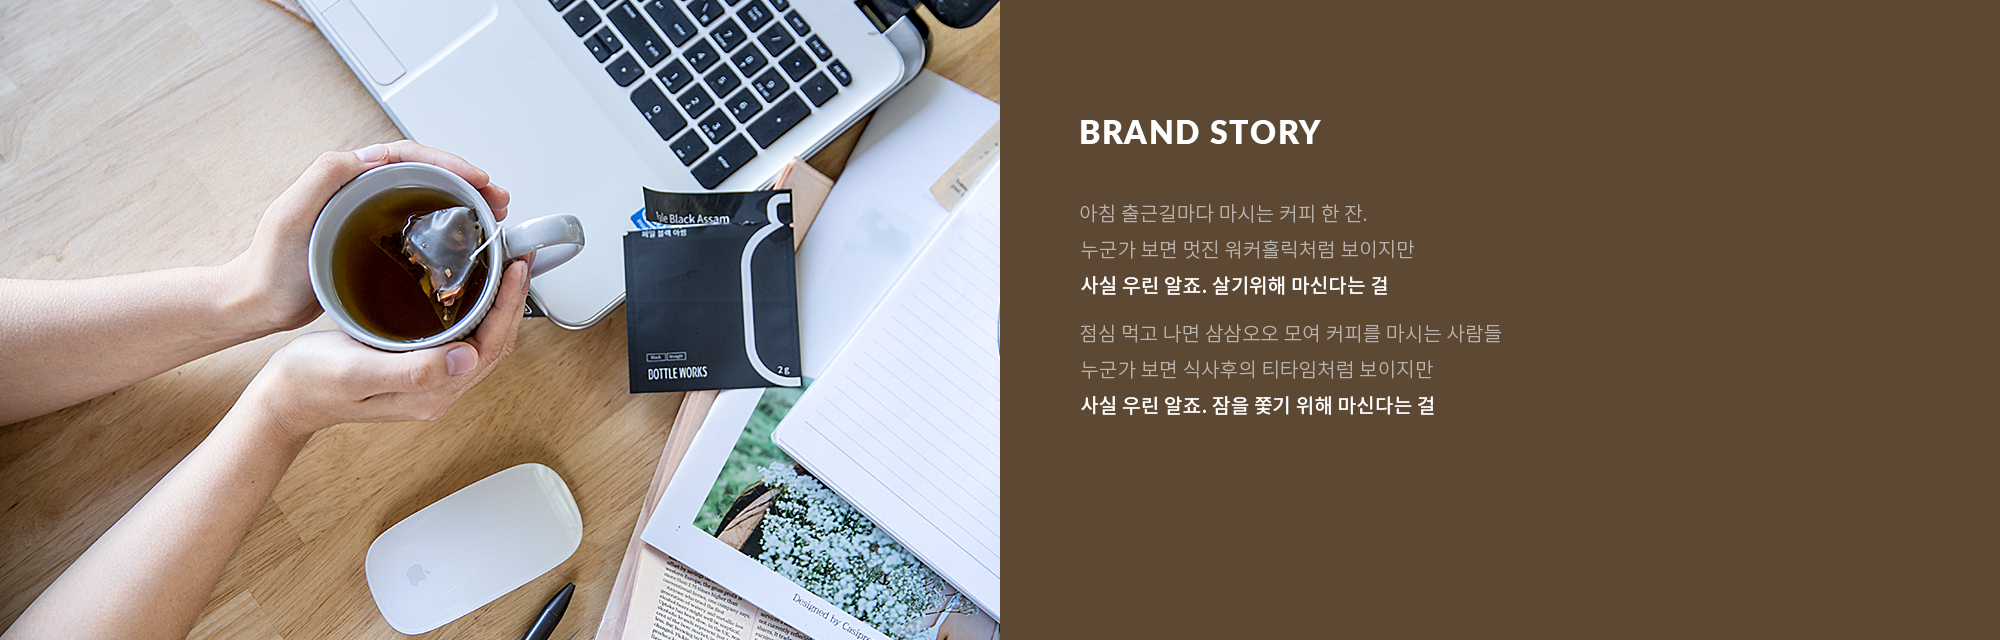 BRAND STORY
아침 출근길마다 마시는 커피 한 잔.
누군가 보면 멋진 워커홀릭처럼 보이지만
사실 우린 알죠. 살기위해 마신다는 걸
점심 먹고 나면 삼삼오오 모여 커피를 마시는 사람들
누군가 보면 식사후의 티타임처럼 보이지만
사실 우린 알죠. 잠을 쫓기 위해 마신다는 걸
Black Assam
블랙 아쌈
Black Straight
BOTTLE WORKS
2 g
Designed by